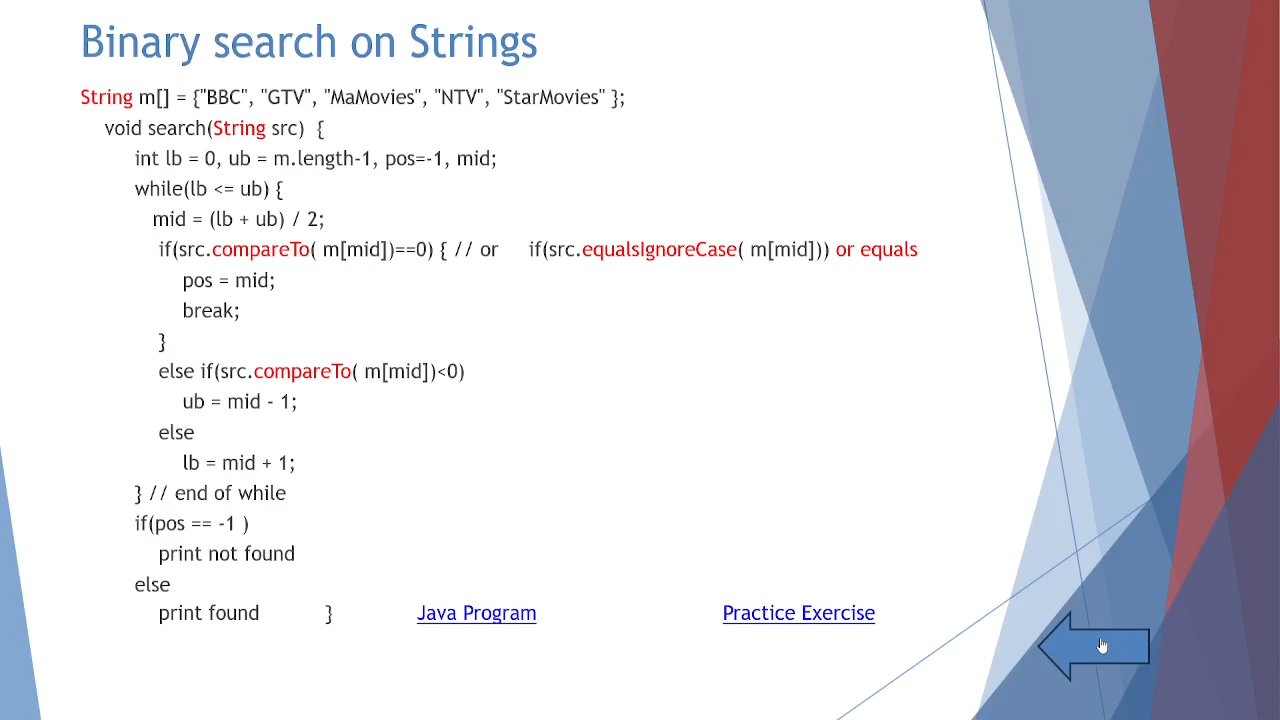 Binary search on Strings
String m[] = {"BBC", "GTV", "MaMovies", "NTV", "StarMovies" };
void search(String src) {
int lb = 0, ub = m.length-1, pos=-1, mid;
while(lb <= ub) {
mid = (lb + ub) / 2;
if(src.compareTo( m[mid])==0) { // or if(src.equalsIgnoreCase( m[mid])) or equals
pos = mid;
break;
}
else if(src.compareTo( m[mid])<0)
ub = mid - 1;
else
lb = mid + 1;
} // end of while
if(pos == -1 )
print not found
else
print found } Java Program Practice Exercise